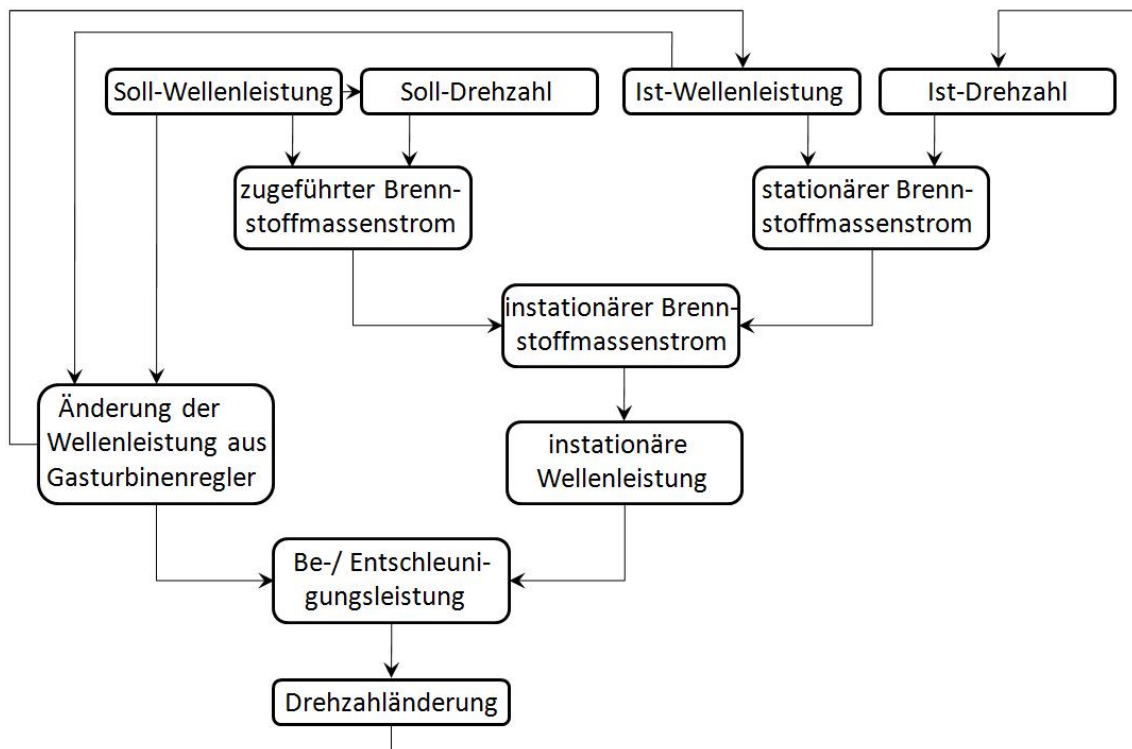 Soll-Wellenleistung
Soll-Drehzahl
Ist-Wellenleistung
Ist-Drehzahl
zugeführter Brenn-
stoffmassenstrom
stationärer Brenn-
stoffmassenstrom
instationärer Brenn-
stoffmassenstrom
Änderung der
Wellenleistung aus
Gasturbinenregler
instationäre
Wellenleistung
Be-/ Entschleuni-
gungsleistung
Drehzahländerung